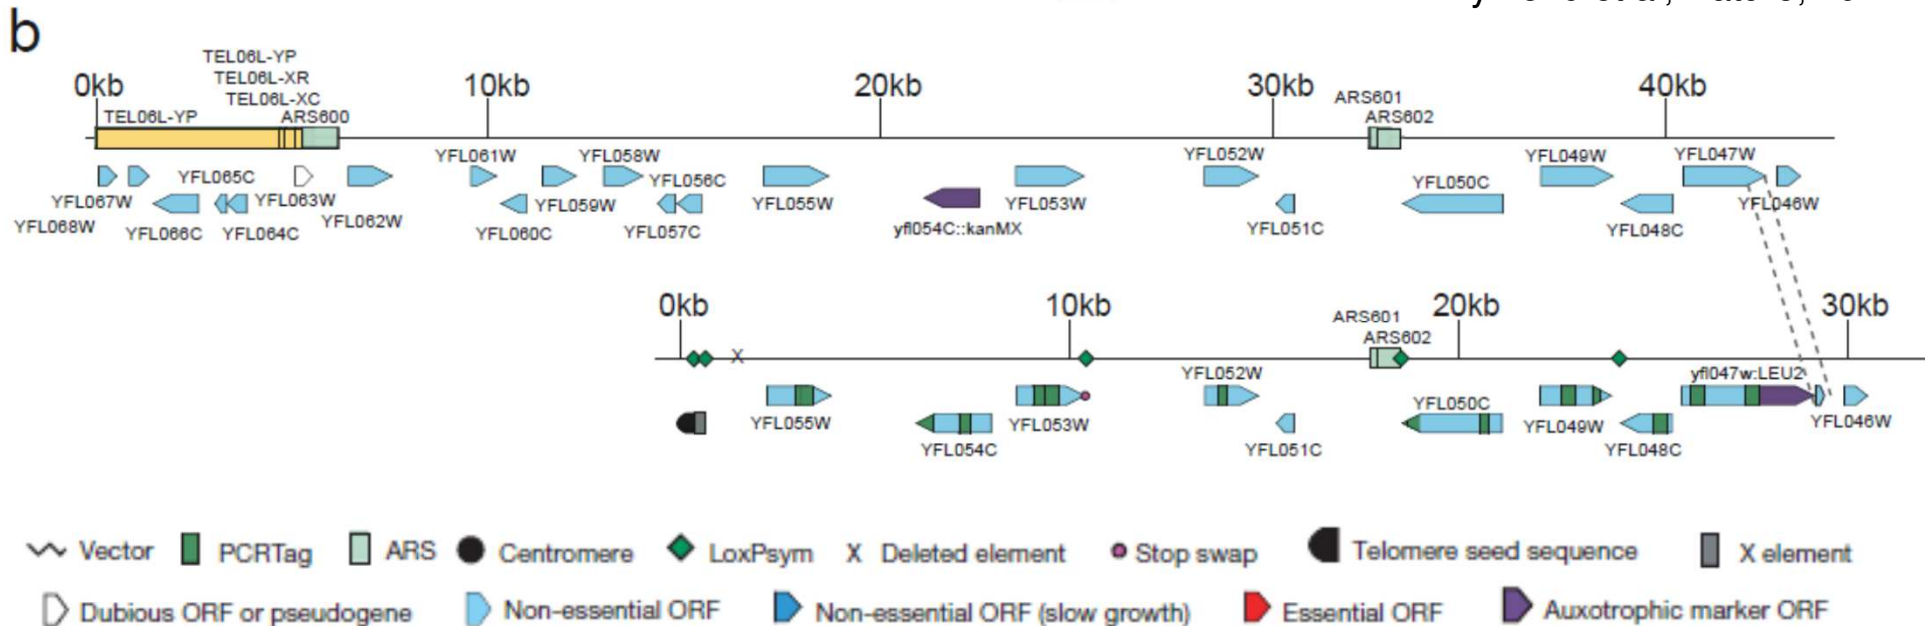 b
TEL06L-YP
TEL06L-XR
TEL06L-XC
0kb 10kb 20kb 30kb 40kb
TEL06L-YP ARS600 ARS601 ARS602
YFL061W YFL058W YFL052W YFL049W YFL047W
YFL065C YFL056C YFL050C
YFL067W YFL063W YFL059W YFL055W YFL053W YFL046W
YFL068W YFL066C YFL064C YFL062W YFL060C YFL057C yfl054C::kanMX YFL051C YFL048C
0kb 10kb 20kb 30kb
ARS601
ARS602
X
YFL052W yfl047w:LEU2
YFL050C
YFL055W YFL053W YFL049W YFL046W
YFL054C YFL051C YFL048C
Vector PCRTag ARS Centromere LoxPsym X Deleted element Stop swap Telomere seed sequence X element
Dubious ORF or pseudogene Non-essential ORF Non-essential ORF (slow growth) Essential ORF Auxotrophic marker ORF